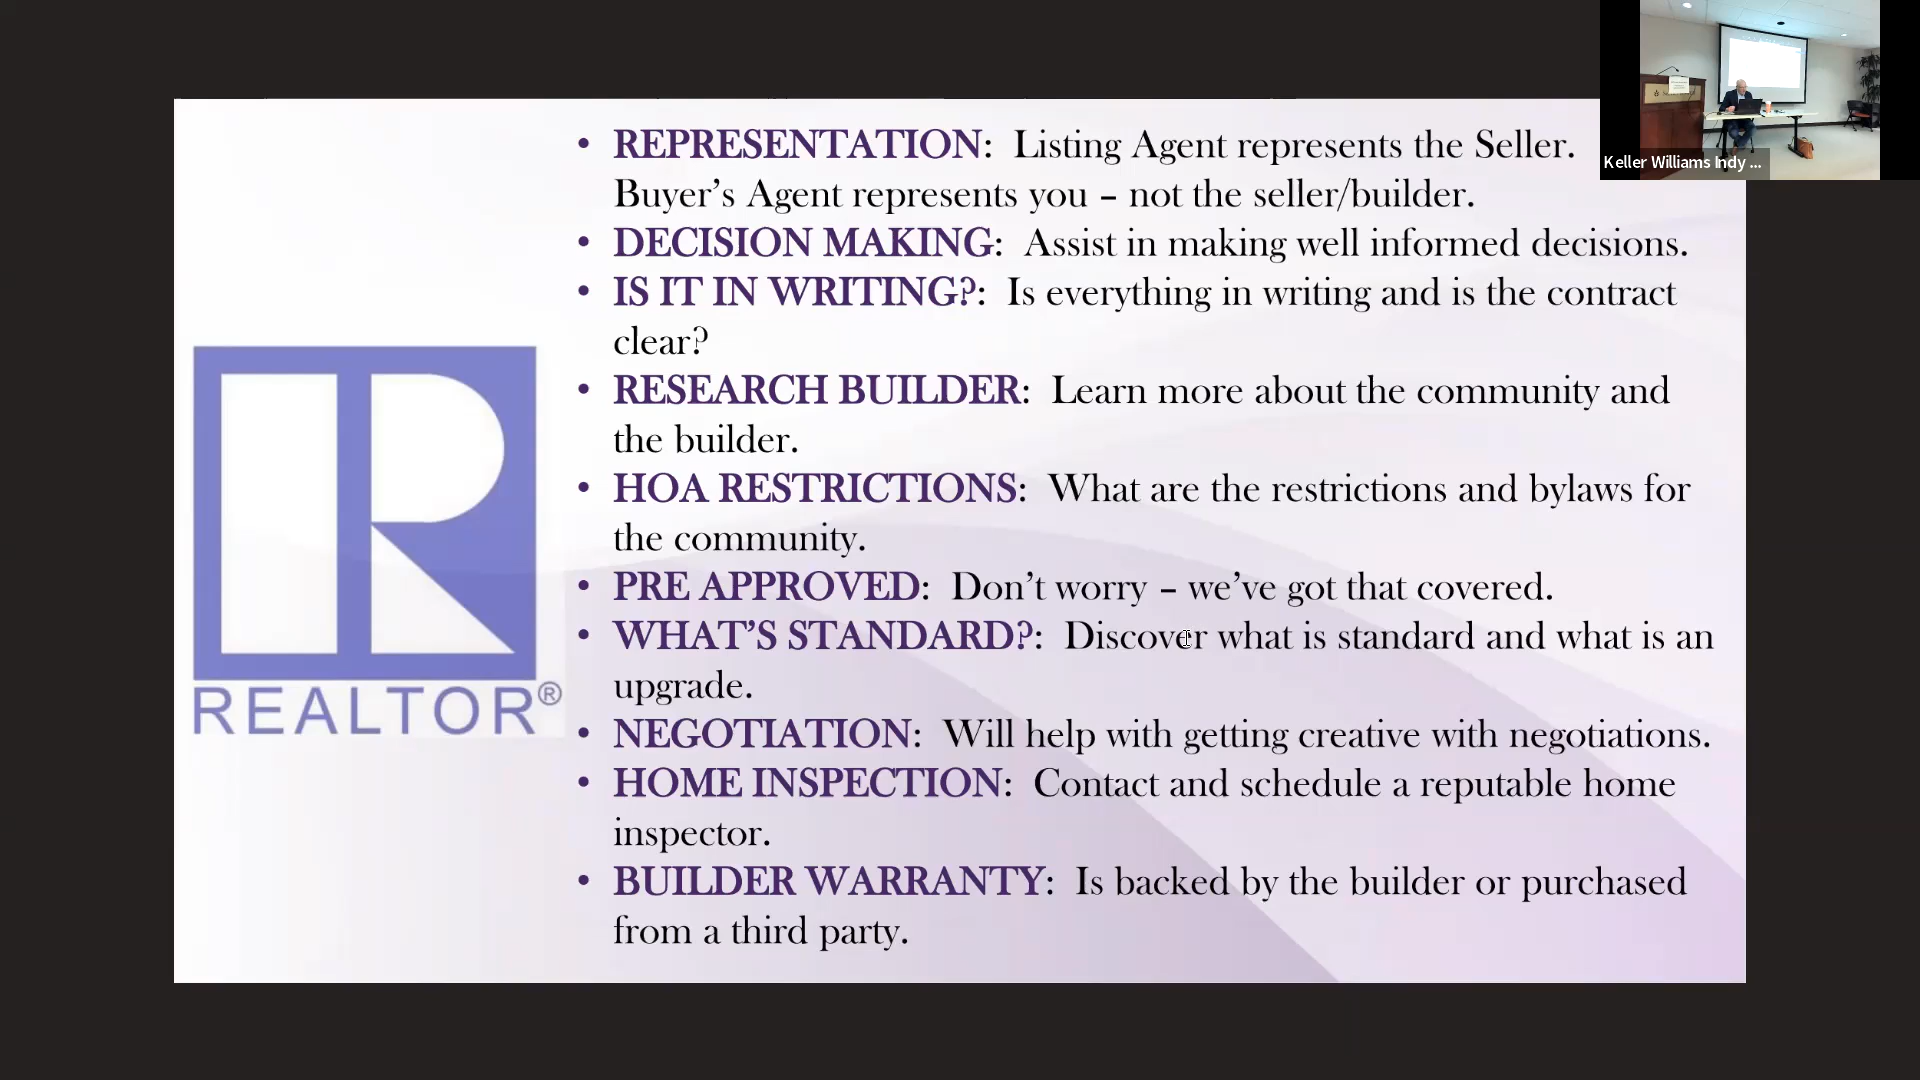 • REPRESENTATION: Listing Agent represents the Seller.
Buyer’s Agent represents you – not the seller/builder.
• DECISION MAKING: Assist in making well informed decisions.
• IS IT IN WRITING?: Is everything in writing and is the contract
clear?
• RESEARCH BUILDER: Learn more about the community and
the builder.
• HOA RESTRICTIONS: What are the restrictions and bylaws for
the community.
• PRE APPROVED: Don’t worry – we’ve got that covered.
• WHAT’S STANDARD?: Discover what is standard and what is an
upgrade.
• NEGOTIATION: Will help with getting creative with negotiations.
• HOME INSPECTION: Contact and schedule a reputable home
inspector.
• BUILDER WARRANTY: Is backed by the builder or purchased
from a third party.
REALTOR®
Keller Williams Indy ...